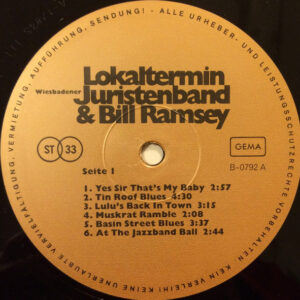 Lokaltermin
Wiesbadener
Juristenband
& Bill Ramsey
ST 33
GEMA
B-0792 A
Seite 1
1. Yes Sir That's My Baby 2:57
2. Tin Roof Blues 4:30
3. Lulu's Back In Town 3:15
4. Muskrat Ramble 2:08
5. Basin Street Blues 3:37
6. At The Jazzband Ball 2:44
ALLE URHEBER- UND LEISTUNGSSCHUTZRECHTE VORBEHALTEN. KEIN VERLEIH! KEINE UNERLAUBTE VERVIELFÄLTIGUNG, VERMIETUNG, AUFFÜHRUNG, SENDUNG! -